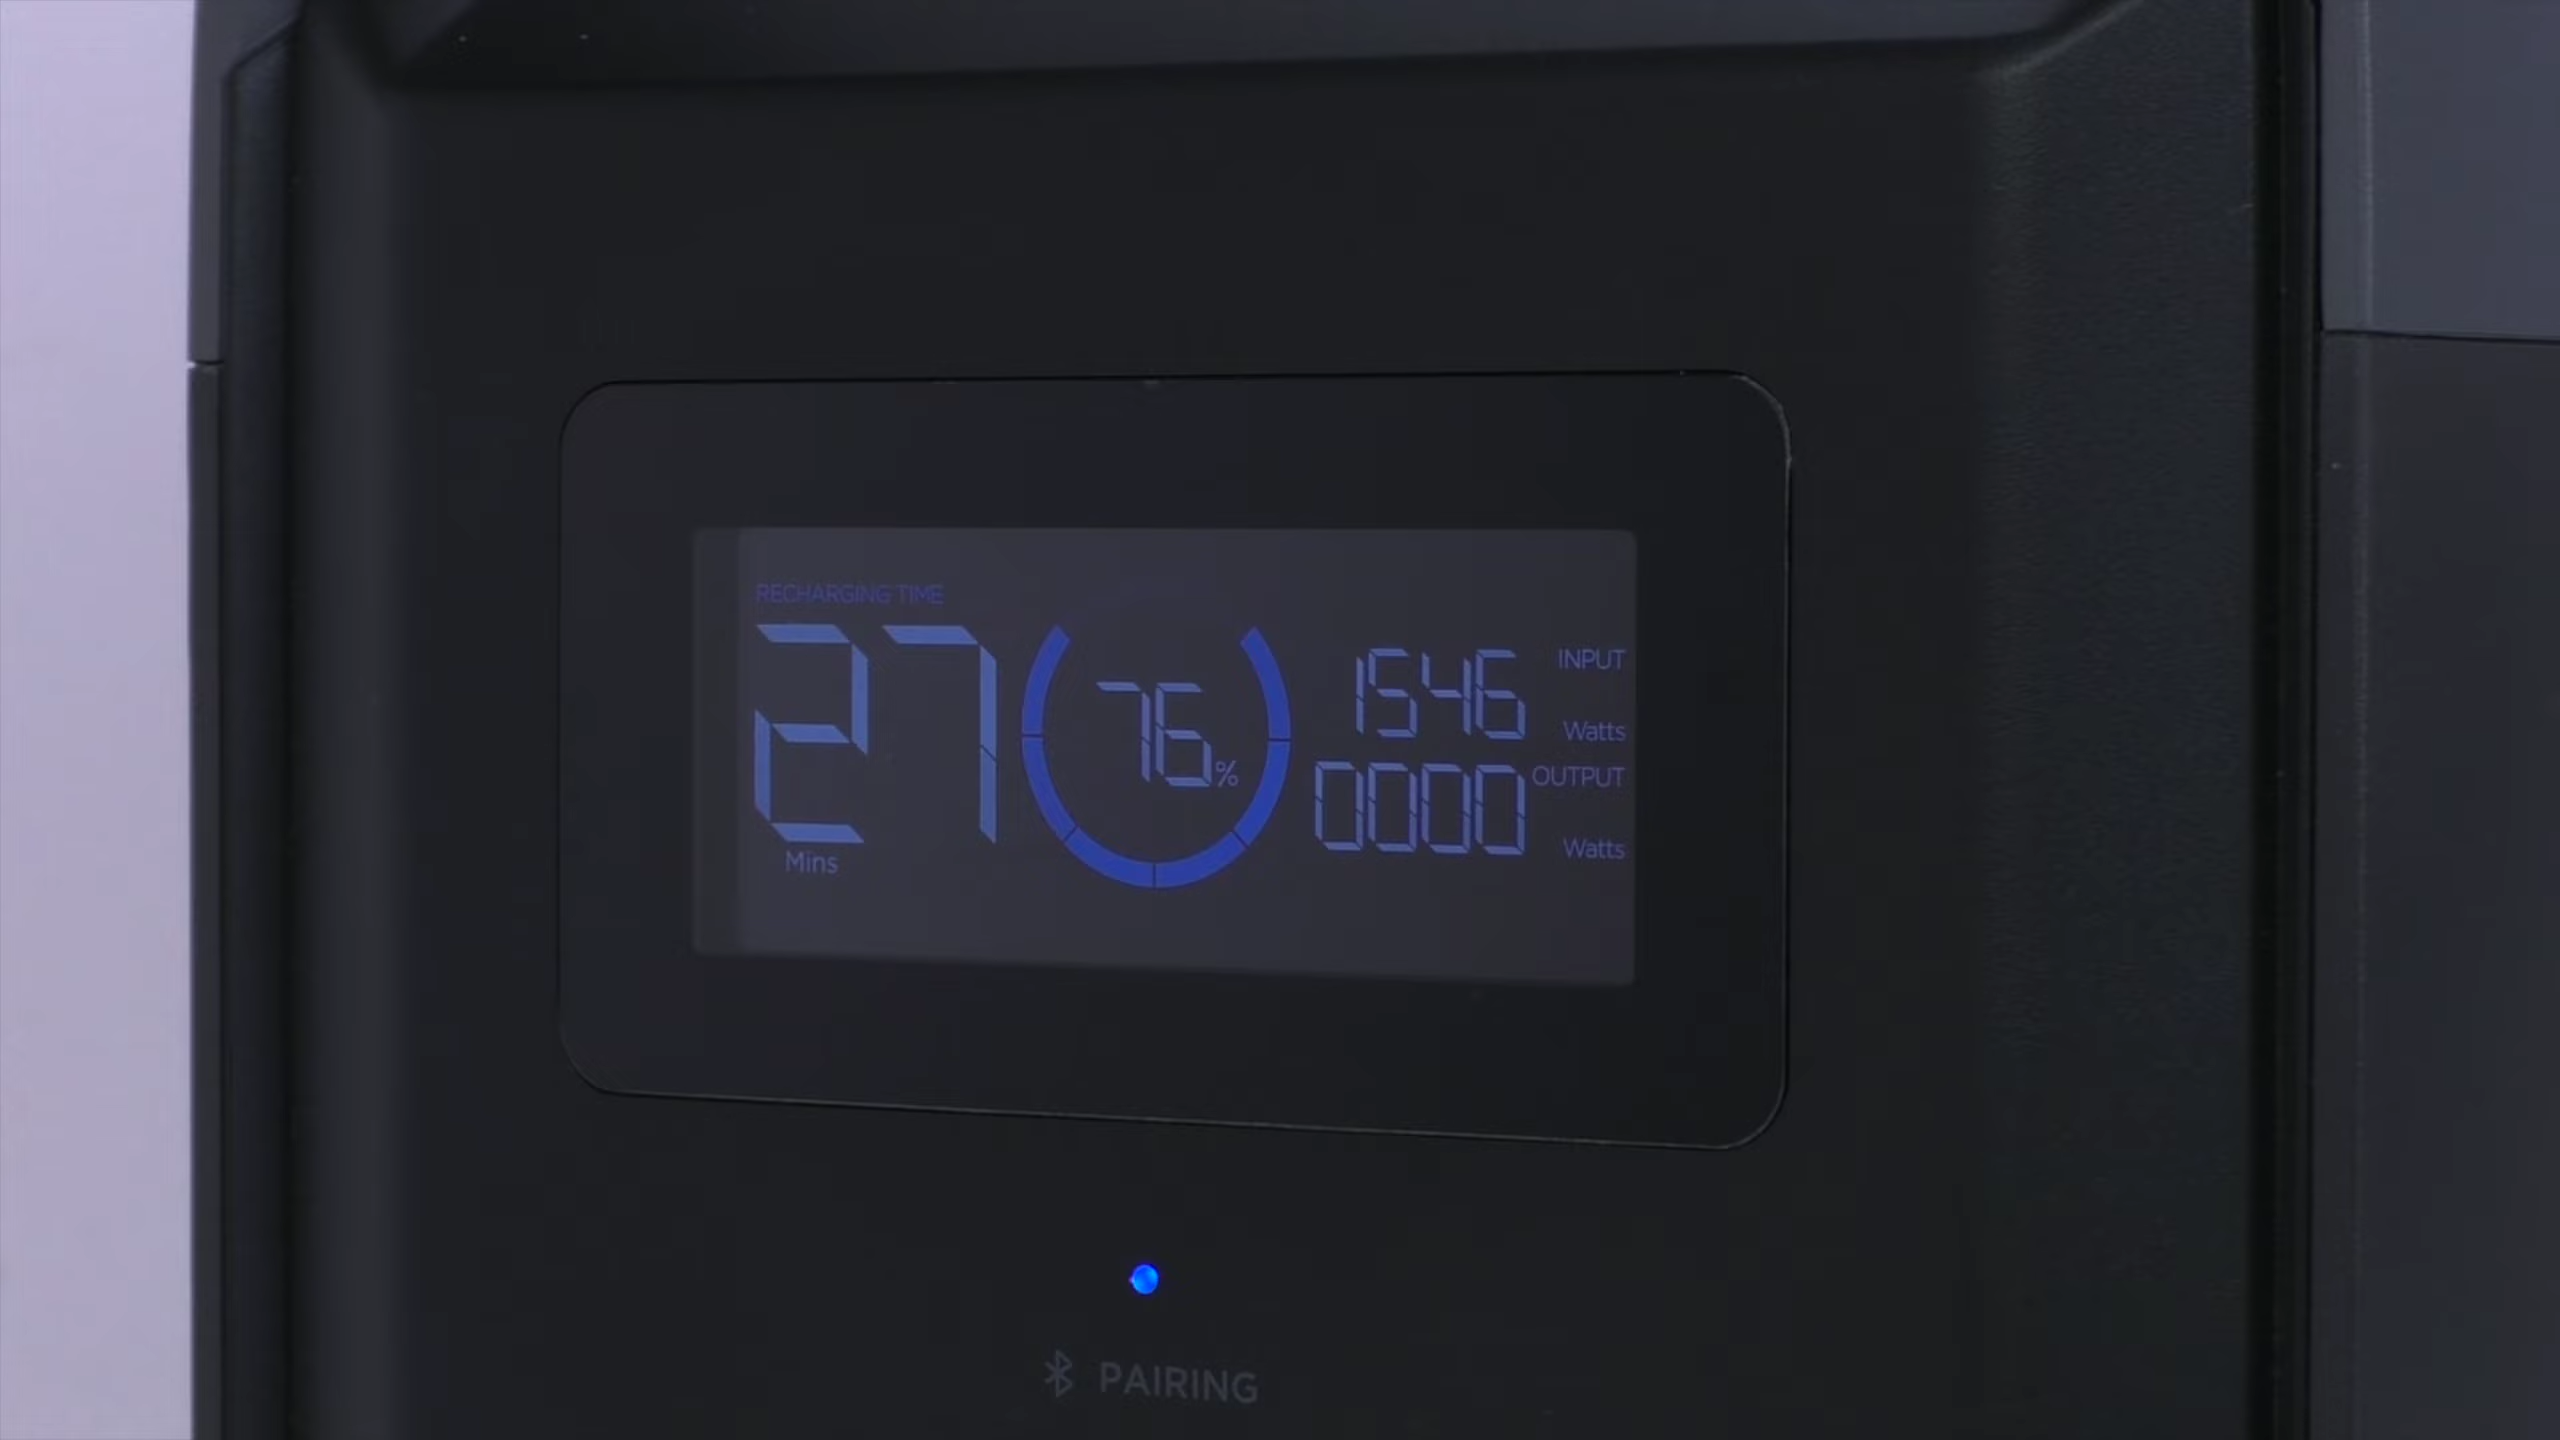 RECHARGING TIME
27
Mins
76%
1546 INPUT
Watts
0000 OUTPUT
Watts
PAIRING